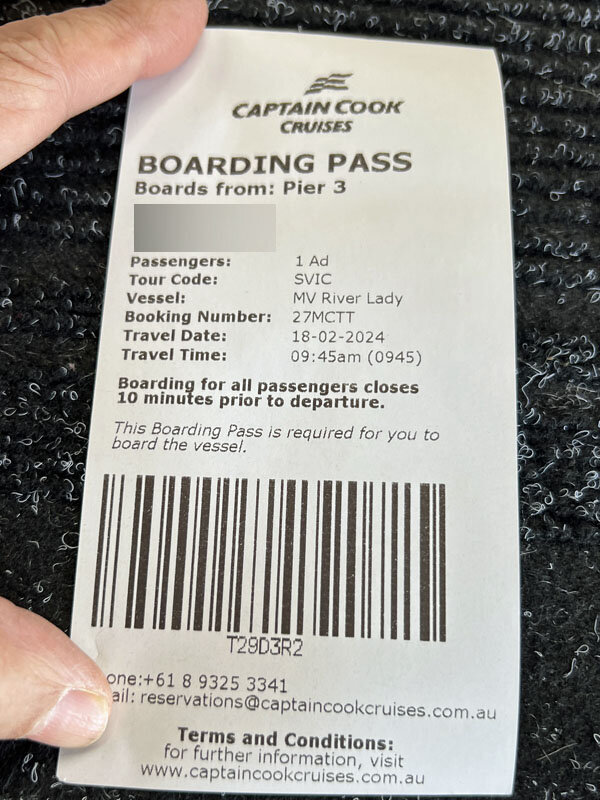 CAPTAIN COOK
CRUISES
BOARDING PASS
Boards from: Pier 3
Passengers: 1 Ad
Tour Code: SVIC
Vessel: MV River Lady
Booking Number: 27MCTT
Travel Date: 18-02-2024
Travel Time: 09:45am (0945)
Boarding for all passengers closes
10 minutes prior to departure.
This Boarding Pass is required for you to
board the vessel.
T29D3R2
one:+61 8 9325 3341
ail: reservations@captaincookcruises.com.au
Terms and Conditions:
for further information, visit
www.captaincookcruises.com.au